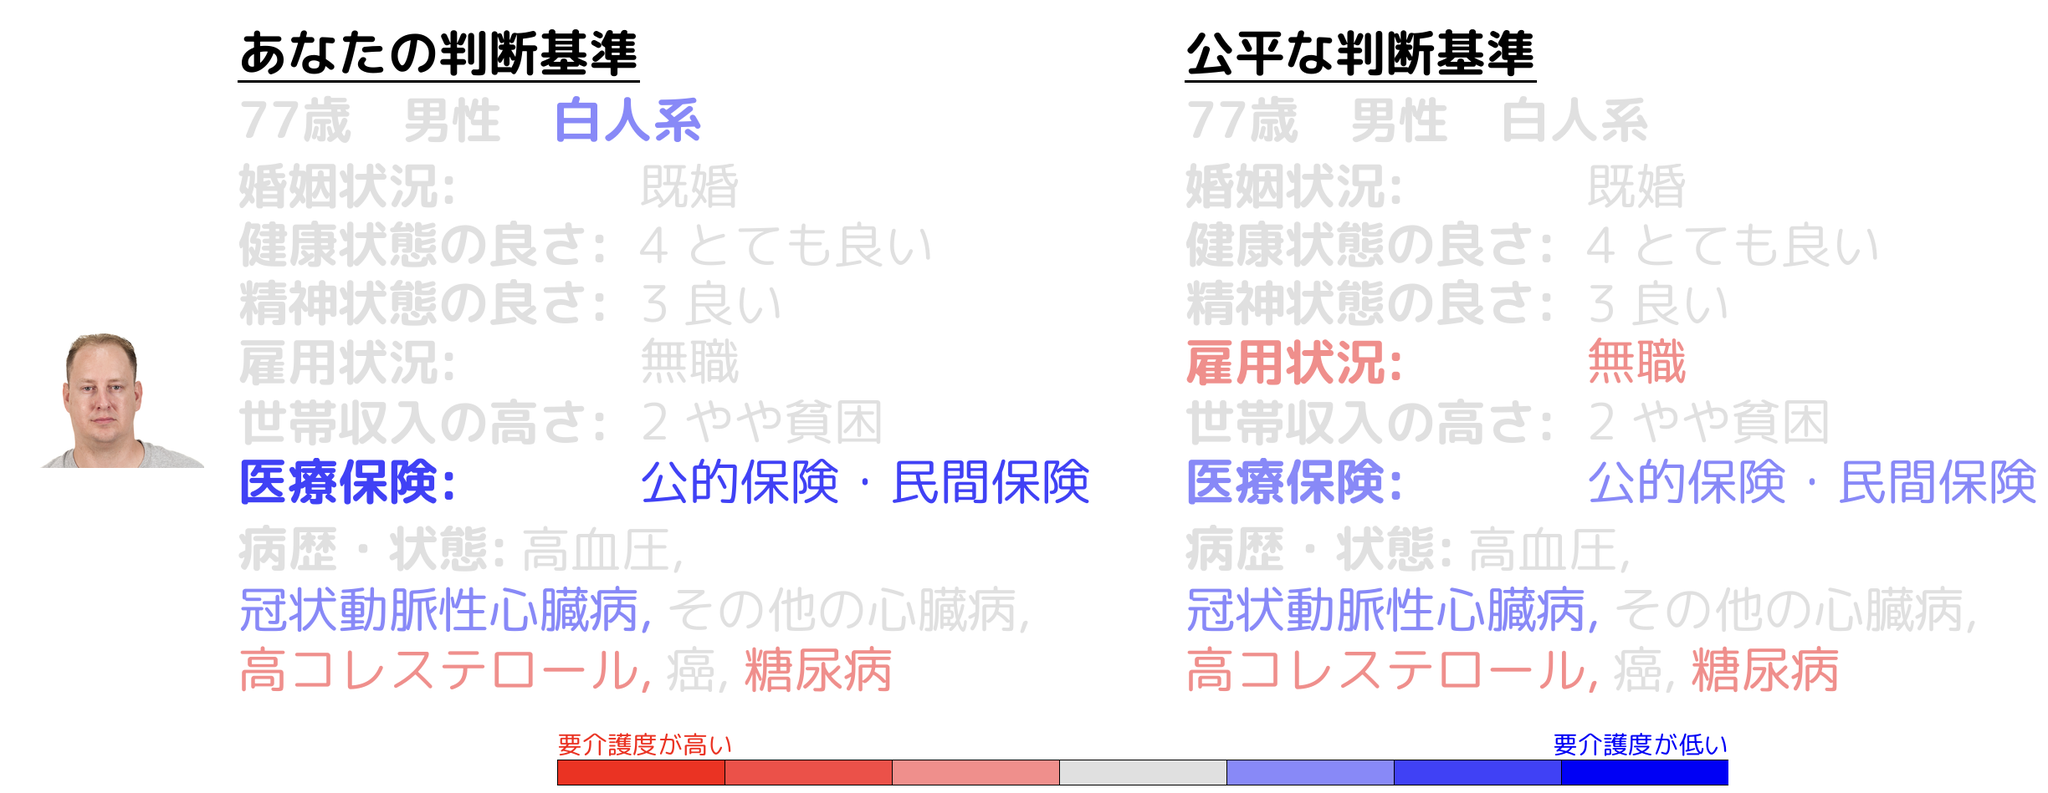 あなたの判断基準
77歳 男性 白人系
婚姻状況: 既婚
健康状態の良さ: 4 とても良い
精神状態の良さ: 3 良い
雇用状況: 無職
世帯収入の高さ: 2 やや貧困
医療保険: 公的保険・民間保険
病歴・状態: 高血圧,
冠状動脈性心臓病, その他の心臓病,
高コレステロール, 癌, 糖尿病
公平な判断基準
77歳 男性 白人系
婚姻状況: 既婚
健康状態の良さ: 4 とても良い
精神状態の良さ: 3 良い
雇用状況: 無職
世帯収入の高さ: 2 やや貧困
医療保険: 公的保険・民間保険
病歴・状態: 高血圧,
冠状動脈性心臓病, その他の心臓病,
高コレステロール, 癌, 糖尿病
要介護度が高い
要介護度が低い